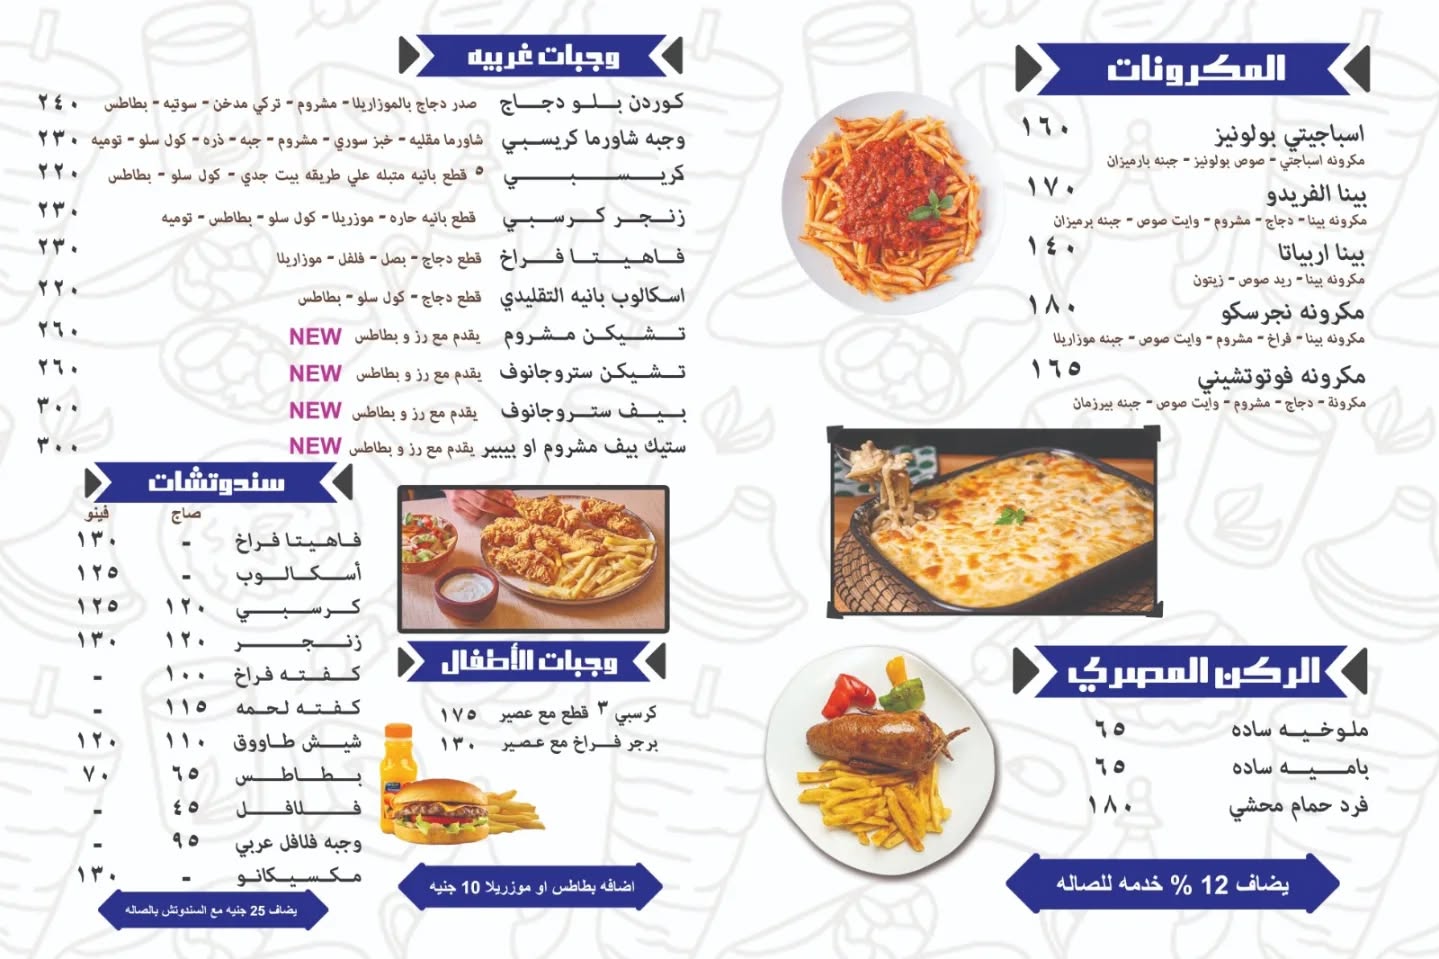 المكرونات
اسباجيتي بولونيز ١٦٠
مكرونه اسباجتي - صوص بولونيز - جبنه بارميزان
بينا الفريدو ١٧٠
مكرونه بينا - دجاج - مشروم - وايت صوص - جبنه برميزان
بينا اربياتا ١٤٠
مكرونه بينا - ريد صوص - زيتون
مكرونه نجرسكو ١٨٠
مكرونه بينا - فراخ - مشروم - وايت صوص - جبنه موزاريلا
مكرونه فوتوتشيني ١٦٥
مكرونة - دجاج - مشروم - وايت صوص - جبنه بيرزمان
الركن المصري
ملوخيه ساده ٦٥
باميه ساده ٦٥
فرد حمام محشي ١٨٠
يضاف 12 % خدمه للصاله
وجبات غربيه
كوردن بلو دجاج صدر دجاج بالموزاريلا - مشروم - تركي مدخن - سوتيه - بطاطس ٢٤٠
وجبه شاورما كريسبي شاورما مقليه - خبز سوري - مشروم - جبه - ذره - كول سلو - توميه ٢٣٠
كريسبي ٥ قطع بانيه متبله علي طريقه بيت جدي - كول سلو - بطاطس ٢٢٠
زنجر كرسبي قطع بانيه حاره - موزريلا - كول سلو - بطاطس - توميه ٢٣٠
فاهيتا فراخ قطع دجاج - بصل - فلفل - موزاريلا ٢٣٠
اسكالوب بانيه التقليدي قطع دجاج - كول سلو - بطاطس ٢٢٠
تشيكن مشروم يقدم مع رز و بطاطس NEW ٢٦٠
تشيكن ستروجانوف يقدم مع رز و بطاطس NEW ٢٦٠
بيف ستروجانوف يقدم مع رز و بطاطس NEW ٣٠٠
ستيك بيف مشروم او بيبير يقدم مع رز و بطاطس NEW ٣٠٠
وجبات الأطفال
كرسبي ٣ قطع مع عصير ١٧٥
برجر فراخ مع عصير ١٣٠
اضافه بطاطس او موزريلا 10 جنيه
سندوتشات
صاج فينو
فاهيتا فراخ - ١٣٠
أسكالوب - ١٢٥
كرسبي ١٢٠ ١٢٥
زنجر ١٢٠ ١٣٠
كفته فراخ ١٠٠ -
كفته لحمه ١١٥ -
شيش طاووق ١١٠ ١٢٠
بطاطس ٦٥ ٧٠
فلافل ٤٥ -
وجبه فلافل عربي ٩٥ -
مكسيكانو - ١٣٠
يضاف 25 جنيه مع السندوتش بالصاله